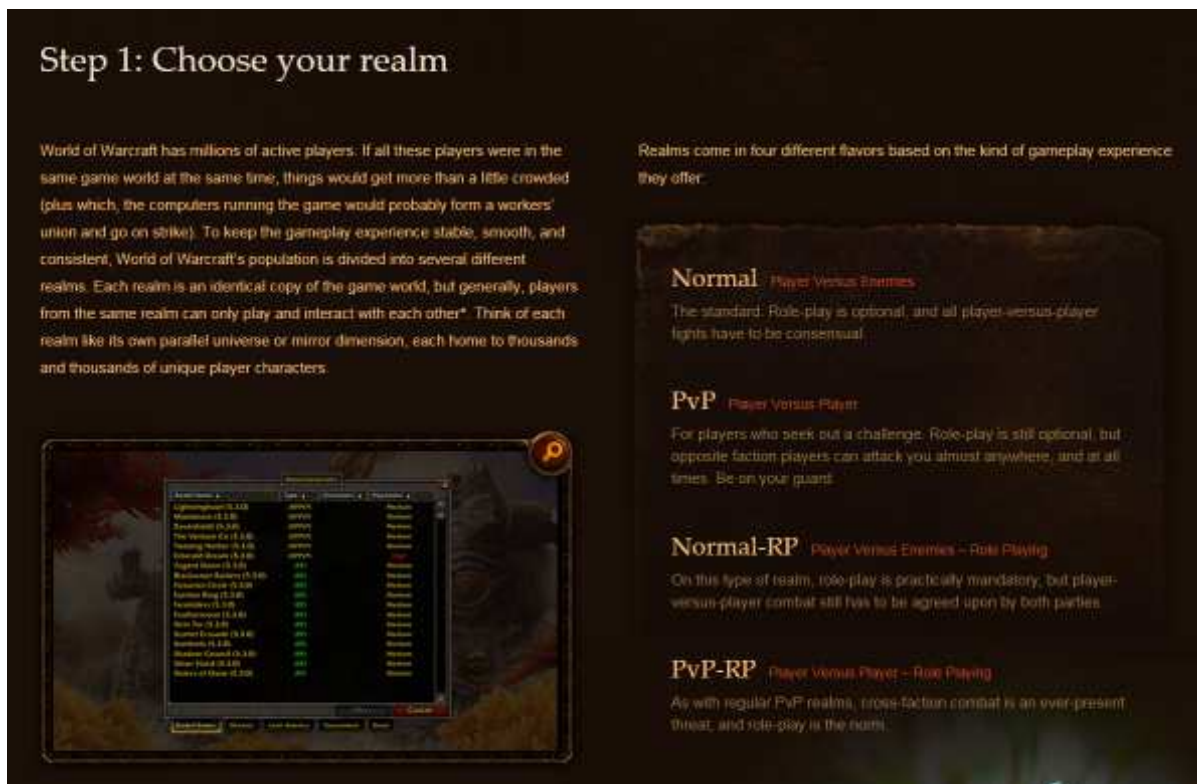 Step 1: Choose your realm
World of Warcraft has millions of active players. If all these players were in the
same game world at the same time, things would get more than a little crowded
(plus which, the computers running the game would probably form a workers'
union and go on strike). To keep the gameplay experience stable, smooth, and
consistent, World of Warcraft's population is divided into several different
realms. Each realm is an identical copy of the game world, but generally, players
from the same realm can only play and interact with each other*. Think of each
realm like its own parallel universe or mirror dimension, each home to thousands
and thousands of unique player characters.
Realms come in four different flavors based on the kind of gameplay experience
they offer:
Normal Player Versus Enemies
The standard. Role-play is optional, and all player-versus-player
fights have to be consensual.
PvP Player Versus Player
For players who seek out a challenge. Role-play is still optional, but
opposite faction players can attack you almost anywhere, and at all
times. Be on your guard.
Normal-RP Player Versus Enemies – Role Playing
On this type of realm, role-play is practically mandatory, but player-
versus-player combat still has to be agreed upon by both parties.
PvP-RP Player Versus Player – Role Playing
As with regular PvP realms, cross-faction combat is an ever-present
threat, and role-play is the norm.